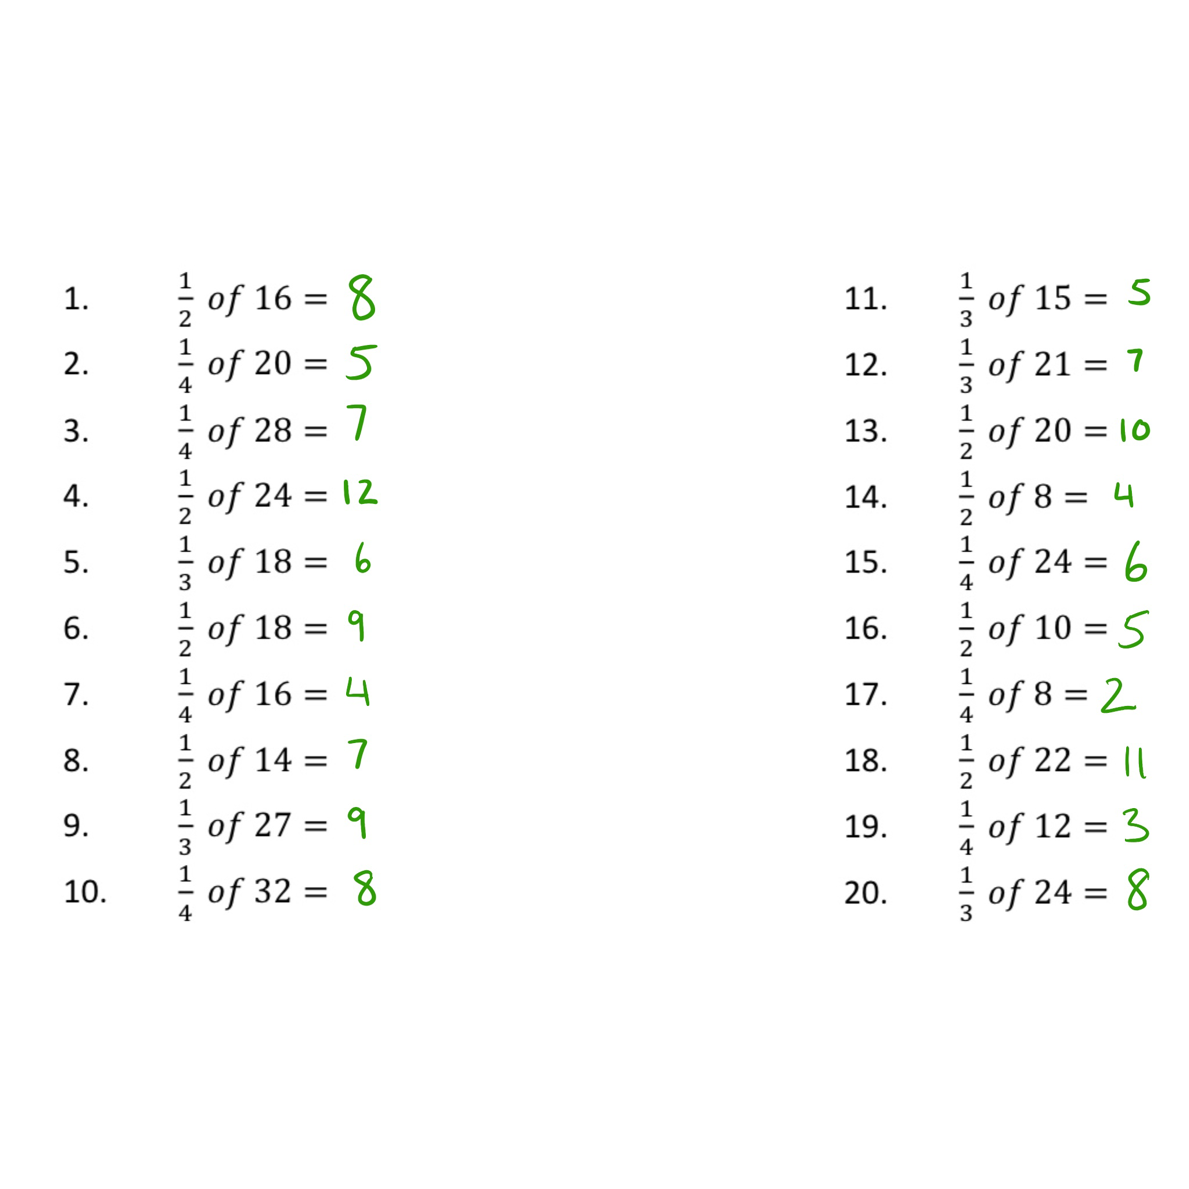 1. 1/2 of 16 = 8
2. 1/4 of 20 = 5
3. 1/4 of 28 = 7
4. 1/2 of 24 = 12
5. 1/3 of 18 = 6
6. 1/2 of 18 = 9
7. 1/4 of 16 = 4
8. 1/2 of 14 = 7
9. 1/3 of 27 = 9
10. 1/4 of 32 = 8
11. 1/3 of 15 = 5
12. 1/3 of 21 = 7
13. 1/2 of 20 = 10
14. 1/2 of 8 = 4
15. 1/4 of 24 = 6
16. 1/2 of 10 = 5
17. 1/4 of 8 = 2
18. 1/2 of 22 = 11
19. 1/4 of 12 = 3
20. 1/3 of 24 = 8